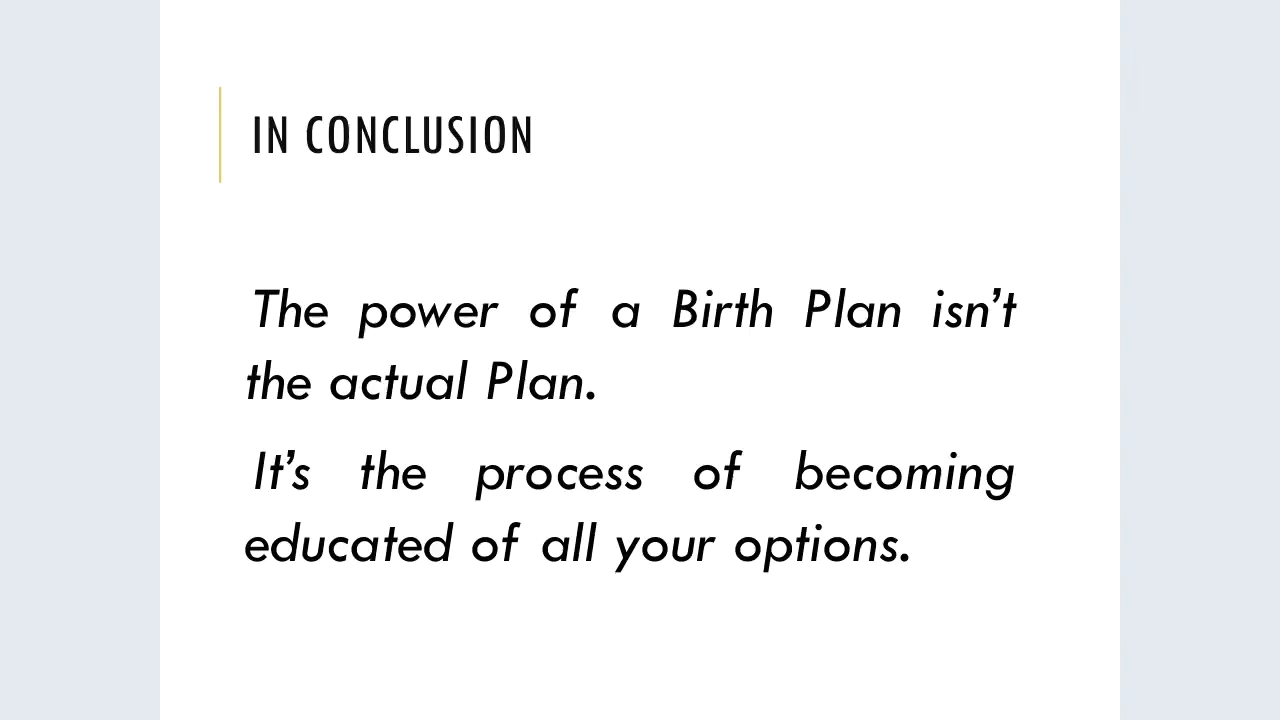 IN CONCLUSION
The power of a Birth Plan isn’t
the actual Plan.
It’s the process of becoming
educated of all your options.